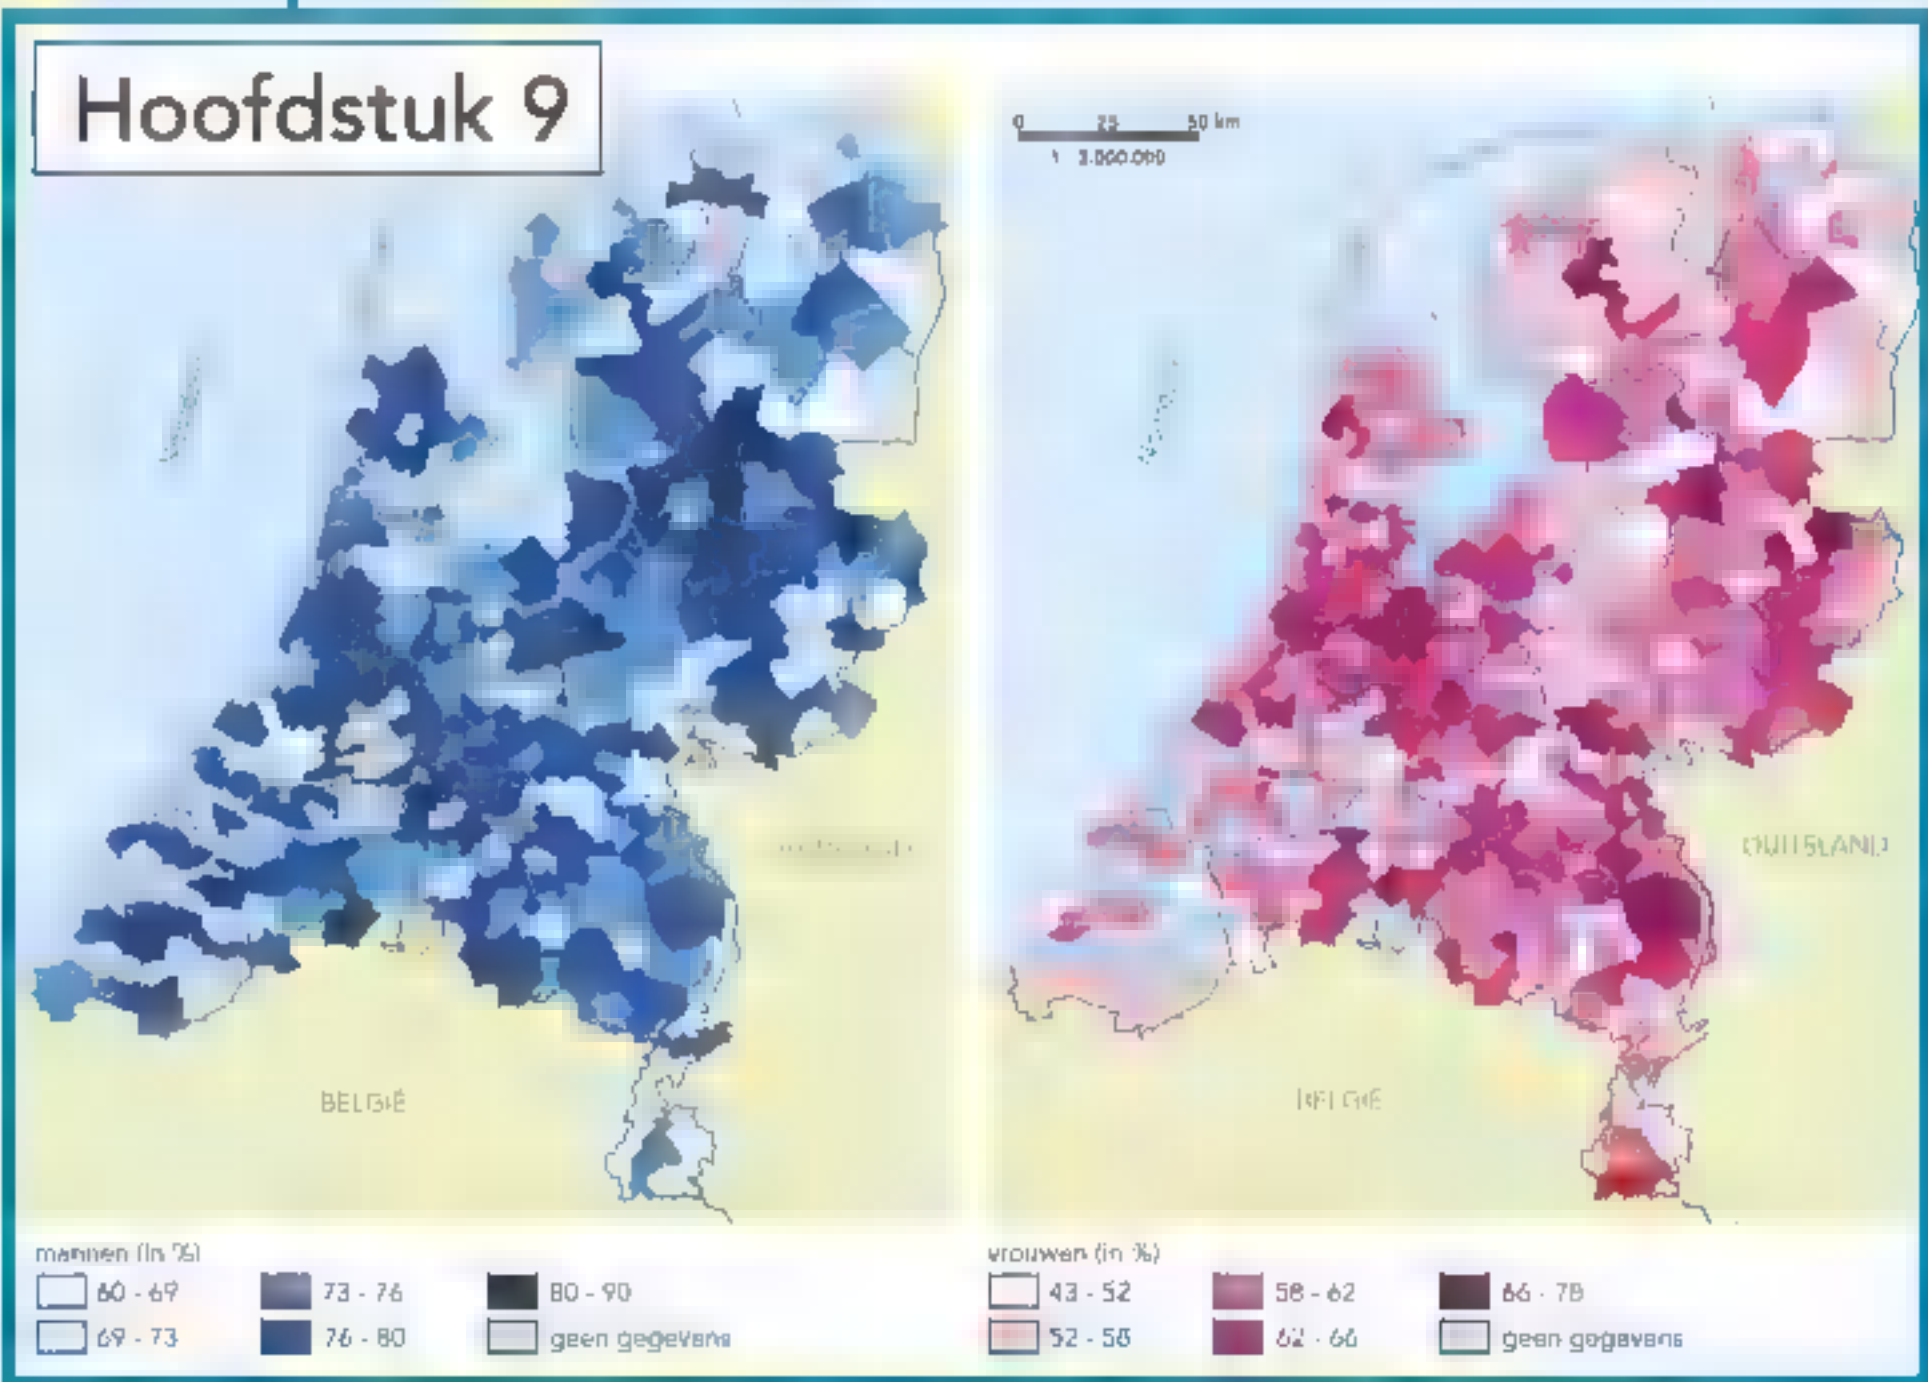 Hoofdstuk 9
0 25 50 km
1 3.000.000
DUITSLAND
BELGIË
BELGIË
mannen (in %)
60 - 69
69 - 73
73 - 76
76 - 80
80 - 90
geen gegevens
vrouwen (in %)
43 - 52
52 - 58
58 - 62
62 - 66
66 - 78
geen gegevens